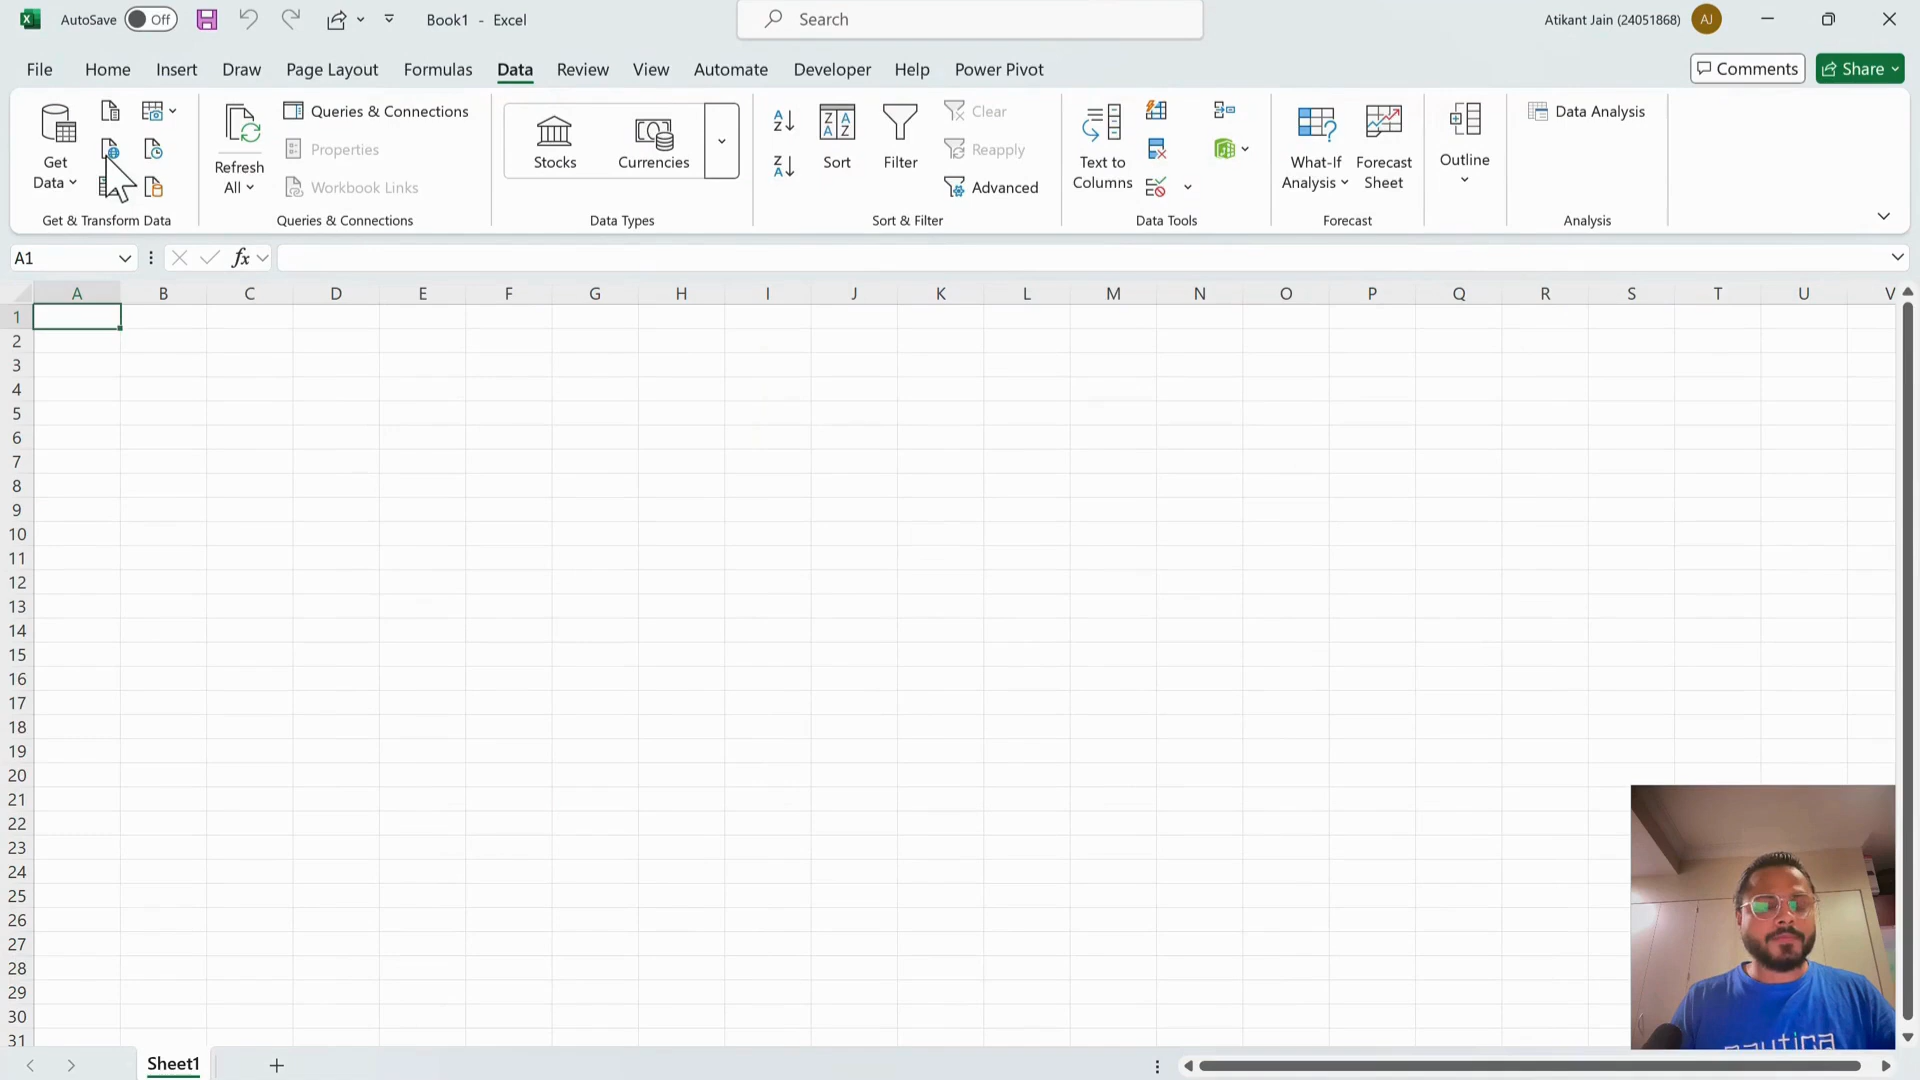 AutoSave Off Book1 - Excel Search Atikant Jain (24051868) AJ
File Home Insert Draw Page Layout Formulas Data Review View Automate Developer Help Power Pivot Comments Share
Get Data
Refresh All
Queries & Connections
Properties
Workbook Links
Stocks Currencies
Sort
Filter
Clear
Reapply
Advanced
Text to Columns
What-If Analysis
Forecast Sheet
Outline
Data Analysis
Get & Transform Data Queries & Connections Data Types Sort & Filter Data Tools Forecast Analysis
A1 fx
A B C D E F G H I J K L M N O P Q R S T U V
1
2
3
4
5
6
7
8
9
10
11
12
13
14
15
16
17
18
19
20
21
22
23
24
25
26
27
28
29
30
31
Sheet1